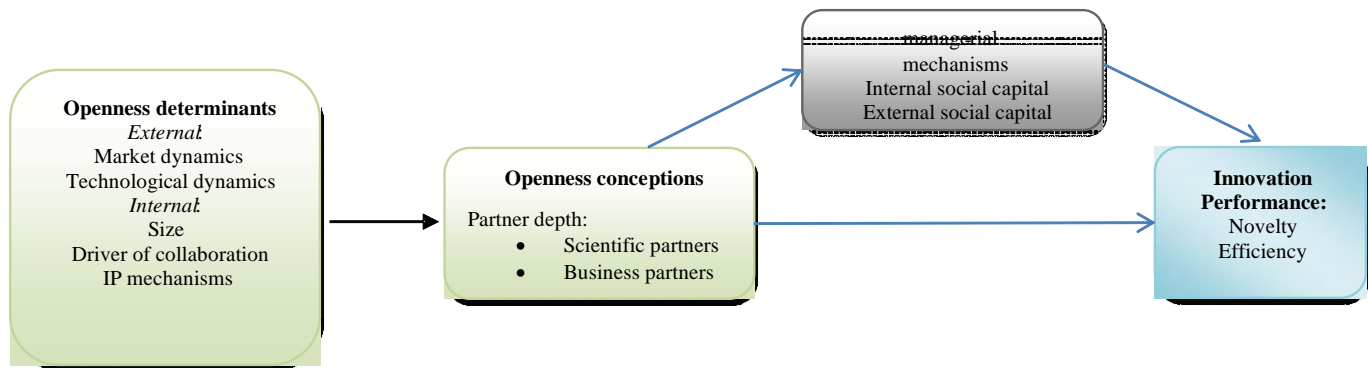 Openness determinants
External:
Market dynamics
Technological dynamics
Internal:
Size
Driver of collaboration
IP mechanisms
Openness conceptions
Partner depth:
• Scientific partners
• Business partners
managerial
mechanisms
Internal social capital
External social capital
Innovation
Performance:
Novelty
Efficiency